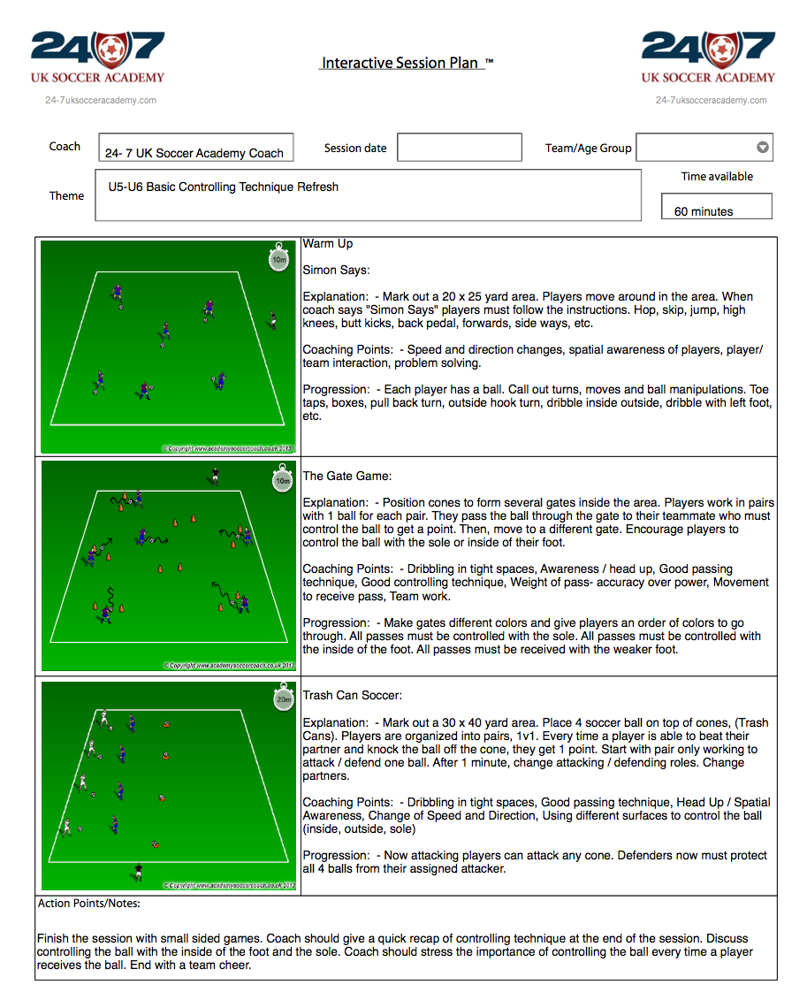 24 7 24 7
UK SOCCER ACADEMY Interactive Session Plan ™ UK SOCCER ACADEMY
24-7uksocceracademy.com 24-7uksocceracademy.com
Coach 24- 7 UK Soccer Academy Coach Session date Team/Age Group
Theme U5-U6 Basic Controlling Technique Refresh Time available
60 minutes
10m
© Copyright www.academysoccercoach.co.uk 2013
Warm Up
Simon Says:
Explanation:  - Mark out a 20 x 25 yard area. Players move around in the area. When
coach says "Simon Says" players must follow the instructions. Hop, skip, jump, high
knees, butt kicks, back pedal, forwards, side ways, etc.
Coaching Points:  - Speed and direction changes, spatial awareness of players, player/
team interaction, problem solving.
Progression:  - Each player has a ball. Call out turns, moves and ball manipulations. Toe
taps, boxes, pull back turn, outside hook turn, dribble inside outside, dribble with left foot,
etc.
10m
© Copyright www.academysoccercoach.co.uk 2013
The Gate Game:
Explanation:  - Position cones to form several gates inside the area. Players work in pairs
with 1 ball for each pair. They pass the ball through the gate to their teammate who must
control the ball to get a point. Then, move to a different gate. Encourage players to
control the ball with the sole or inside of their foot.
Coaching Points:  - Dribbling in tight spaces, Awareness / head up, Good passing
technique, Good controlling technique, Weight of pass- accuracy over power, Movement
to receive pass, Team work.
Progression:  - Make gates different colors and give players an order of colors to go
through. All passes must be controlled with the sole. All passes must be controlled with
the inside of the foot. All passes must be received with the weaker foot.
20m
© Copyright www.academysoccercoach.co.uk 2013
Trash Can Soccer:
Explanation:  - Mark out a 30 x 40 yard area. Place 4 soccer ball on top of cones, (Trash
Cans). Players are organized into pairs, 1v1. Every time a player is able to beat their
partner and knock the ball off the cone, they get 1 point. Start with pair only working to
attack / defend one ball. After 1 minute, change attacking / defending roles. Change
partners.
Coaching Points:  - Dribbling in tight spaces, Good passing technique, Head Up / Spatial
Awareness, Change of Speed and Direction, Using different surfaces to control the ball
(inside, outside, sole)
Progression:  - Now attacking players can attack any cone. Defenders now must protect
all 4 balls from their assigned attacker.
Action Points/Notes:
Finish the session with small sided games. Coach should give a quick recap of controlling technique at the end of the session. Discuss
controlling the ball with the inside of the foot and the sole. Coach should stress the importance of controlling the ball every time a player
receives the ball. End with a team cheer.